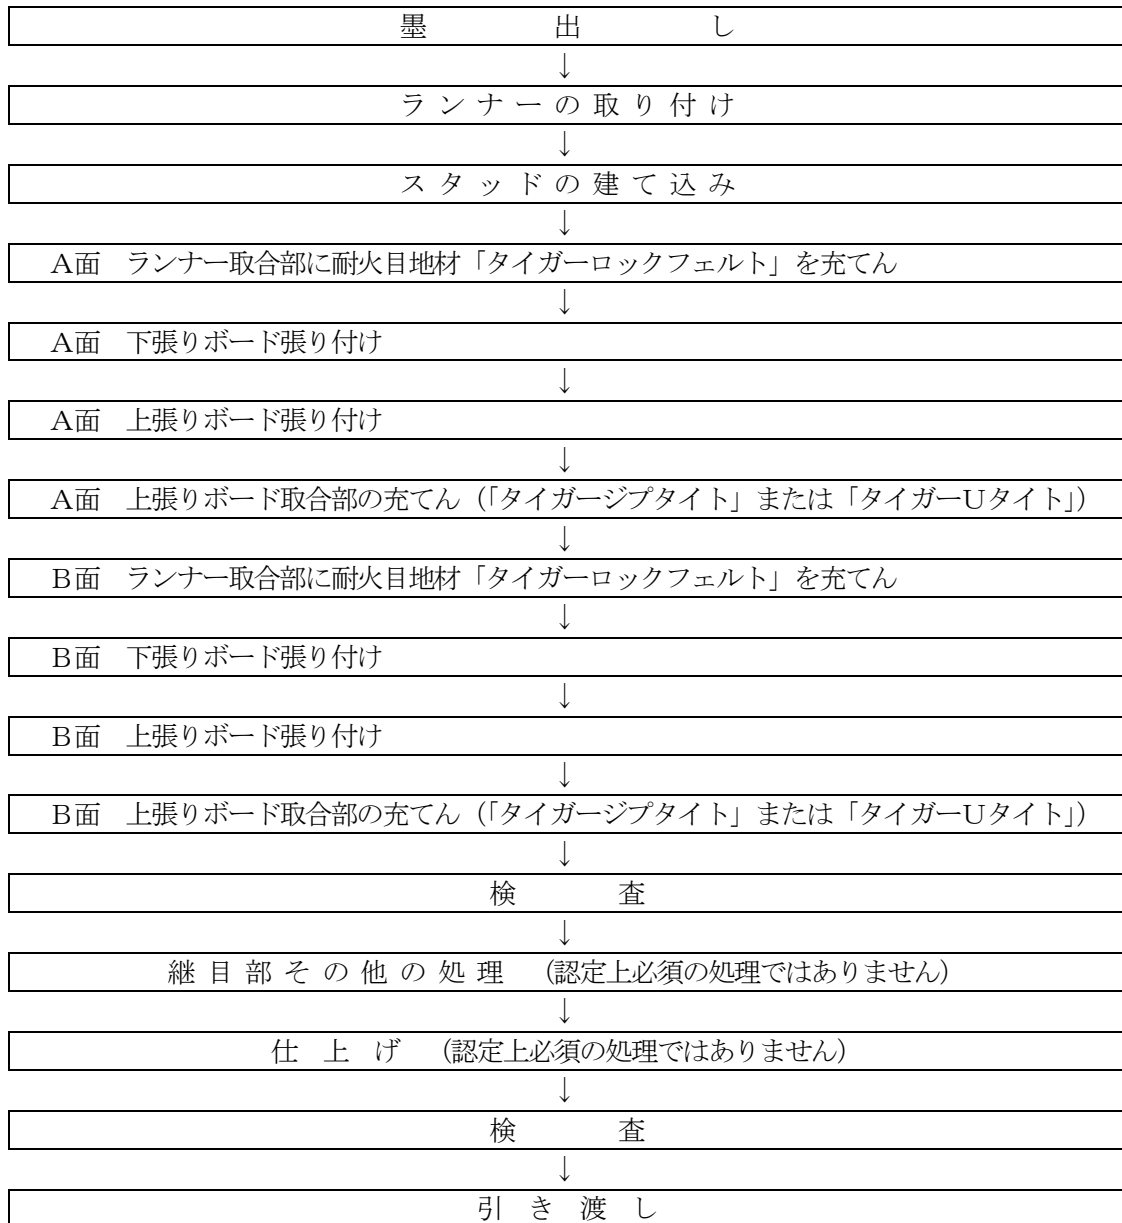 墨出し
↓
ランナーの取り付け
↓
スタッドの建て込み
↓
A面　ランナー取合部に耐火目地材「タイガーロックフェルト」を充てん
↓
A面　下張りボード張り付け
↓
A面　上張りボード張り付け
↓
A面　上張りボード取合部の充てん（「タイガージプタイト」または「タイガーUタイト」）
↓
B面　ランナー取合部に耐火目地材「タイガーロックフェルト」を充てん
↓
B面　下張りボード張り付け
↓
B面　上張りボード張り付け
↓
B面　上張りボード取合部の充てん（「タイガージプタイト」または「タイガーUタイト」）
↓
検査
↓
継目部その他の処理　（認定上必須の処理ではありません）
↓
仕上げ　（認定上必須の処理ではありません）
↓
検査
↓
引き渡し